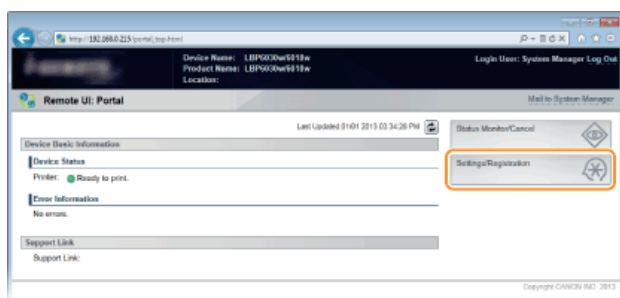 http://192.168.0.215/portal_top.html
Device Name: LBP6030w/6018w
Product Name: LBP6030w/6018w
Location:
Login User: System Manager Log Out
Remote UI: Portal
Mail to System Manager
Last Updated 01/01 2013 03:34:28 PM
Device Basic Information
Device Status
Printer: Ready to print.
Error Information
No errors.
Support Link
Support Link:
Status Monitor/Cancel
Settings/Registration
Copyright CANON INC. 2013